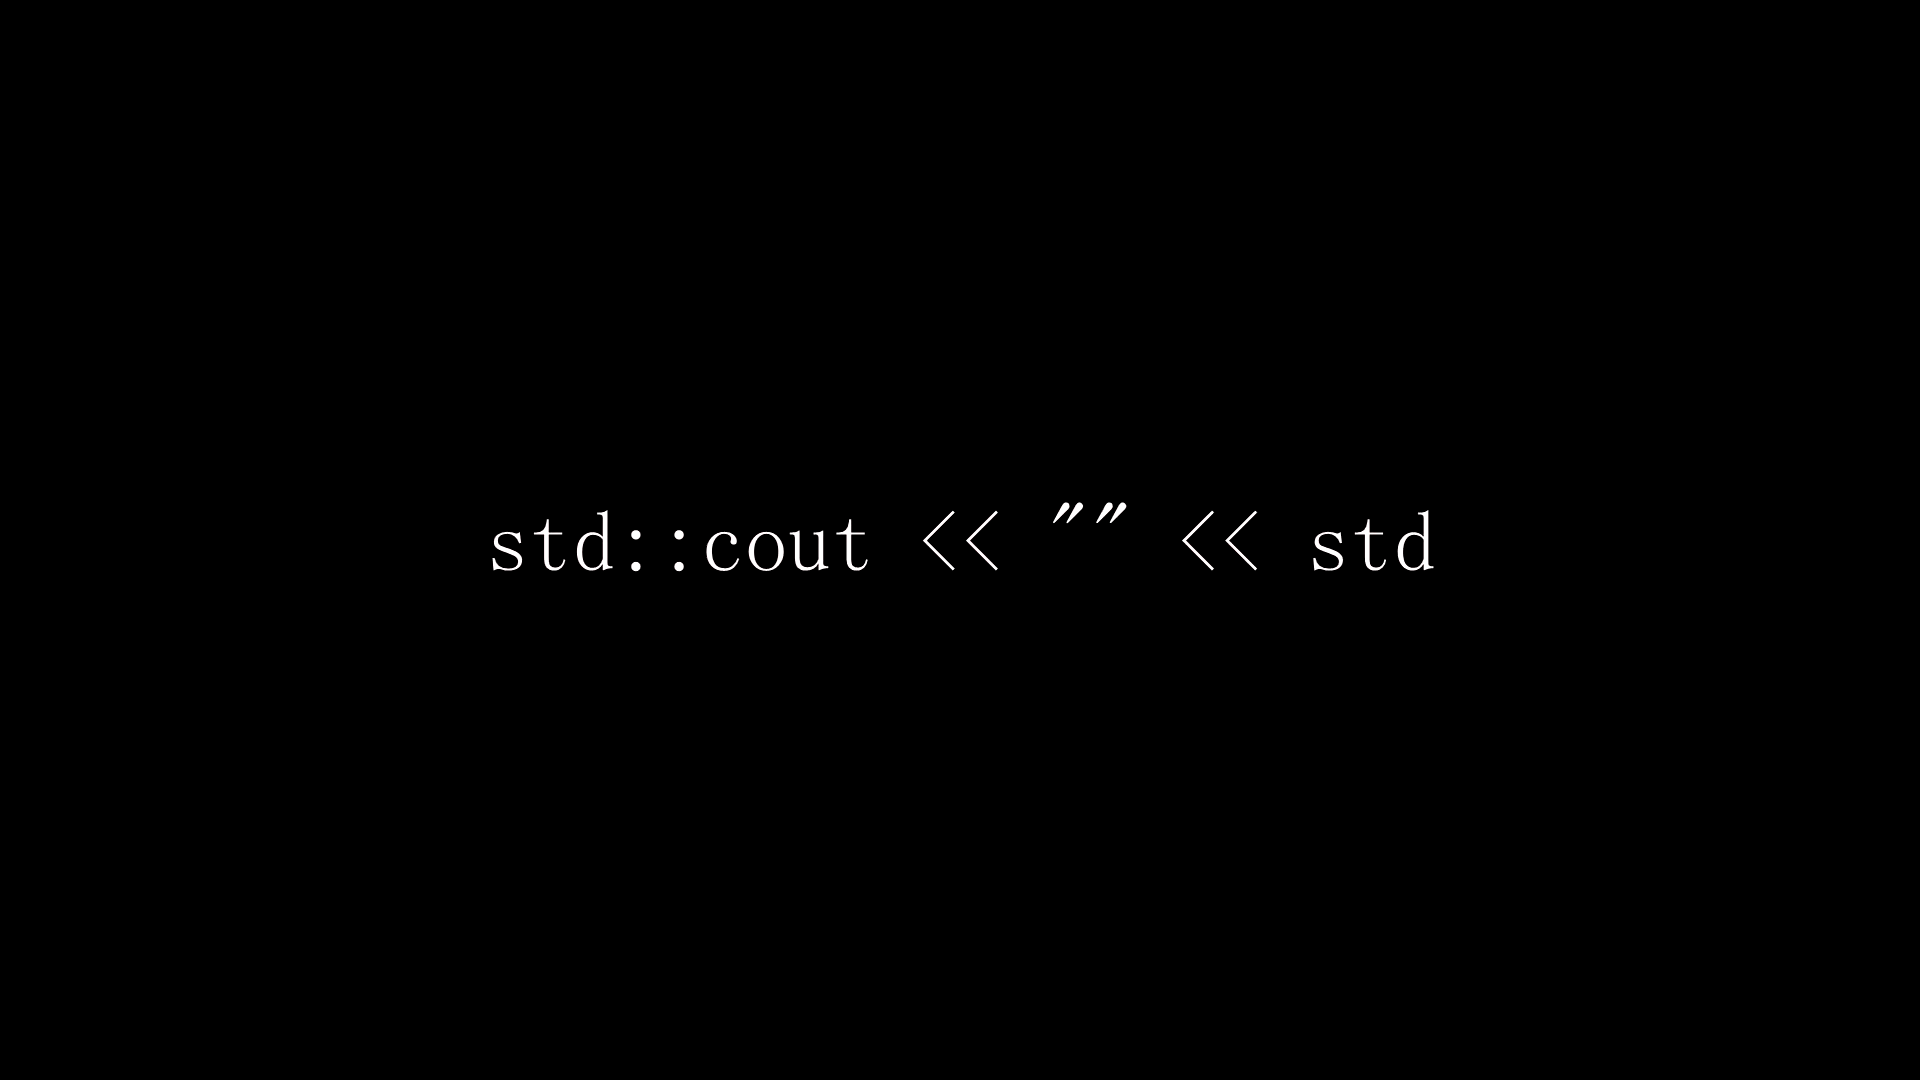 std::cout << "" << std